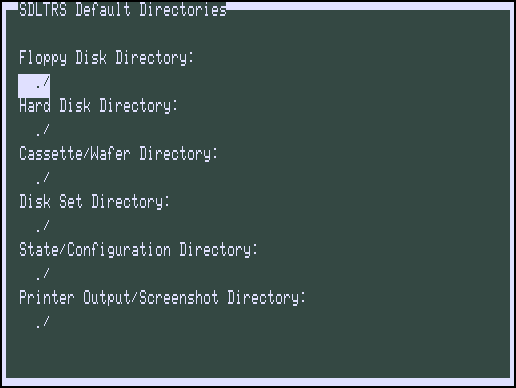 SDLTRS Default Directories
Floppy Disk Directory:
./
Hard Disk Directory:
./
Cassette/Wafer Directory:
./
Disk Set Directory:
./
State/Configuration Directory:
./
Printer Output/Screenshot Directory:
./